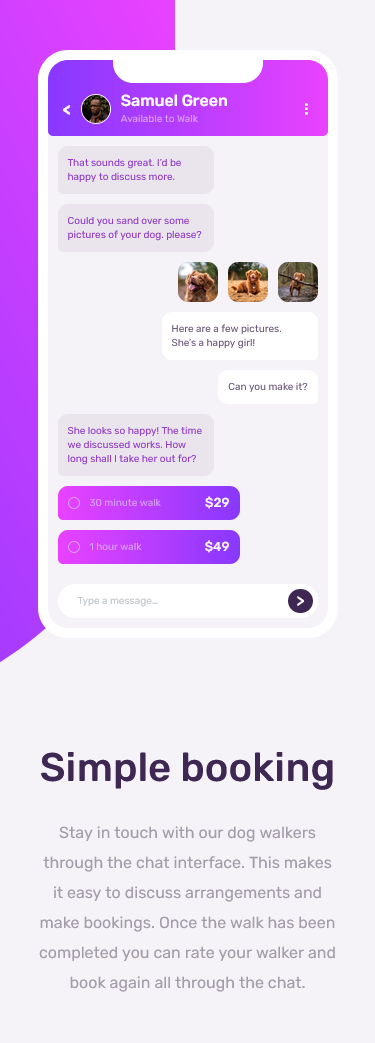 Samuel Green
Available to Walk
That sounds great. I'd be
happy to discuss more.
Could you sand over some
pictures of your dog. please?
Here are a few pictures.
She's a happy girl!
Can you make it?
She looks so happy! The time
we discussed works. How
long shall I take her out for?
30 minute walk $29
1 hour walk $49
Type a message…
Simple booking
Stay in touch with our dog walkers
through the chat interface. This makes
it easy to discuss arrangements and
make bookings. Once the walk has been
completed you can rate your walker and
book again all through the chat.